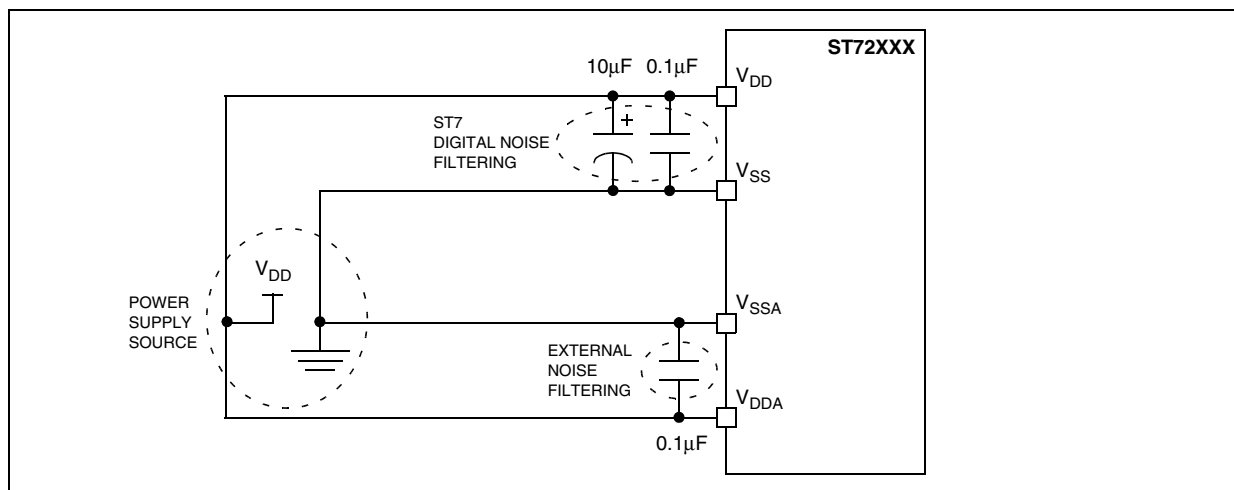 ST72XXX
10μF 0.1μF
VDD
ST7
DIGITAL NOISE
FILTERING
+
VSS
VDD
POWER
SUPPLY
SOURCE
VSSA
EXTERNAL
NOISE
FILTERING
VDDA
0.1μF